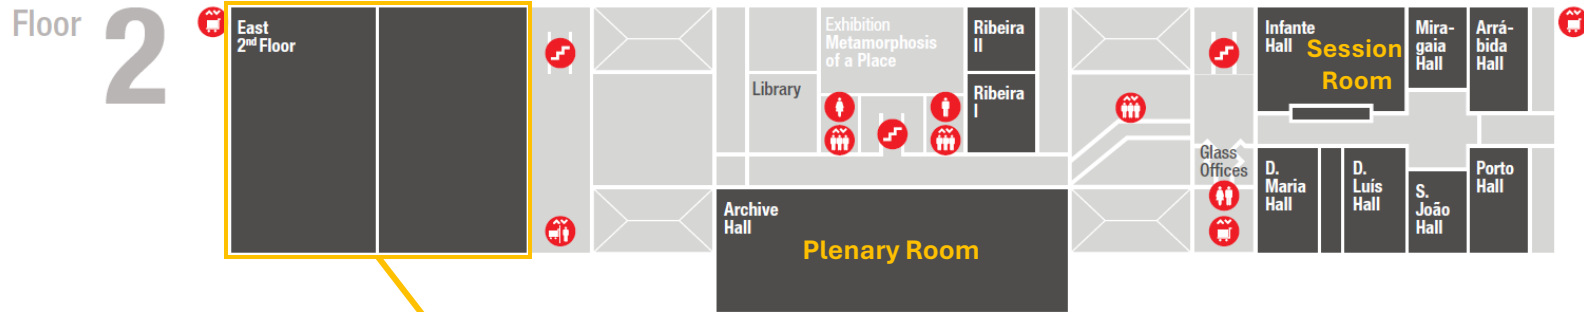 Floor 2
East
2nd Floor
Library
Exhibition
Metamorphosis
of a Place
Ribeira
II
Ribeira
I
Archive
Hall
Plenary Room
Glass
Offices
Infante
Hall
Session
Room
Mira-
gaia
Hall
Arrá-
bida
Hall
D.
Maria
Hall
D.
Luís
Hall
S.
João
Hall
Porto
Hall